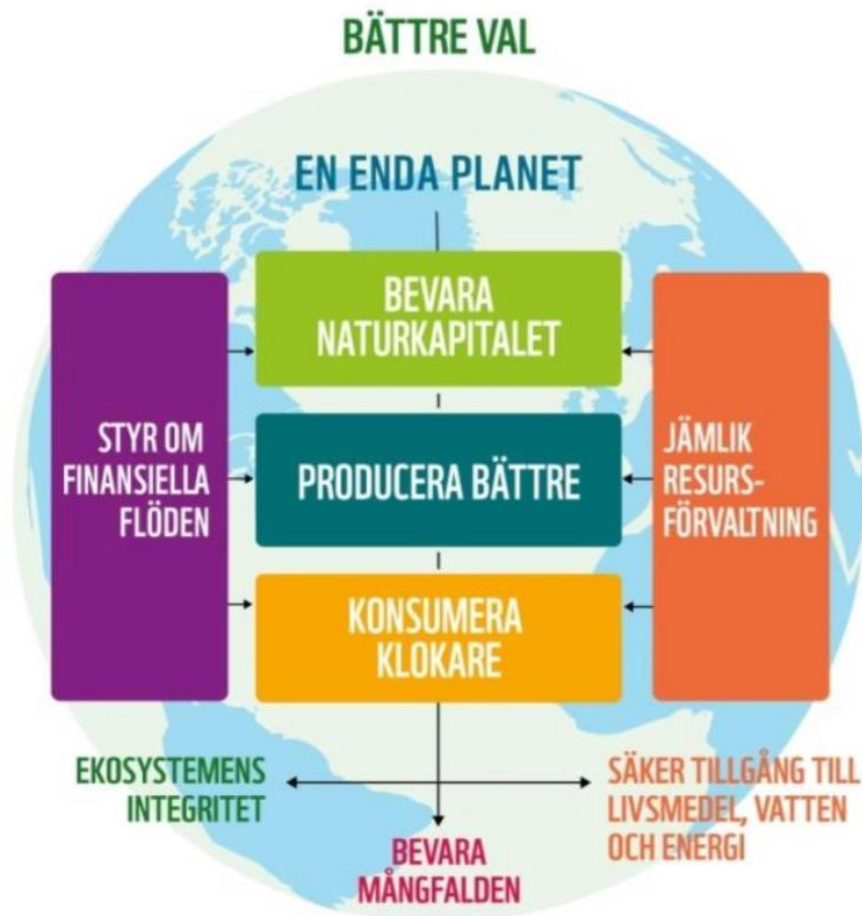 BÄTTRE VAL
EN ENDA PLANET
BEVARA
NATURKAPITALET
STYR OM
FINANSIELLA
FLÖDEN
PRODUCERA BÄTTRE
JÄMLIK
RESURS-
FÖRVALTNING
KONSUMERA
KLOKARE
EKOSYSTEMENS
INTEGRITET
SÄKER TILLGÅNG TILL
LIVSMEDEL, VATTEN
OCH ENERGI
BEVARA
MÅNGFALDEN